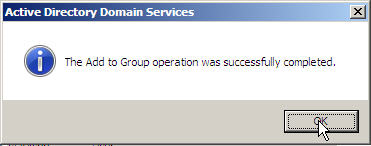 Active Directory Domain Services
The Add to Group operation was successfully completed.
OK